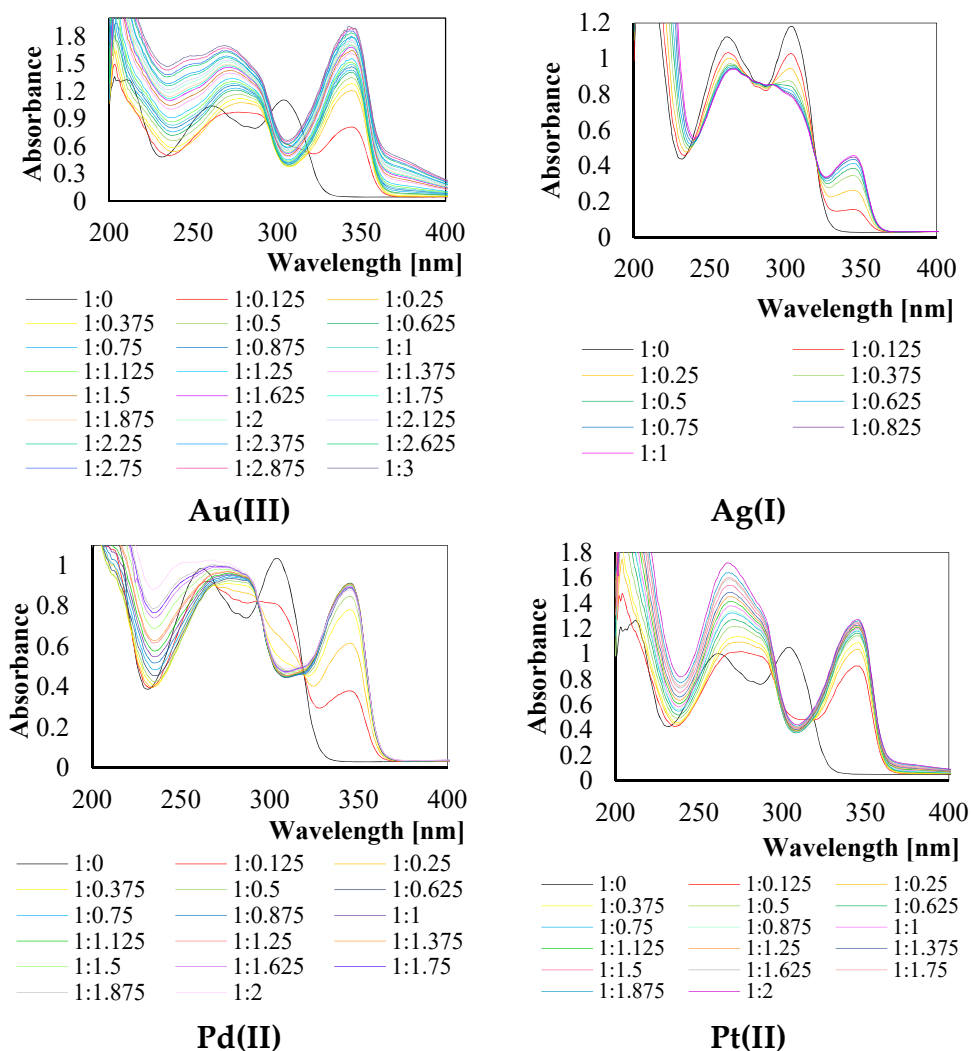 Absorbance
1.8
1.5
1.2
0.9
0.6
0.3
0
200 250 300 350 400
Wavelength [nm]
1:0 1:0.125 1:0.25
1:0.375 1:0.5 1:0.625
1:0.75 1:0.875 1:1
1:1.125 1:1.25 1:1.375
1:1.5 1:1.625 1:1.75
1:1.875 1:2 1:2.125
1:2.25 1:2.375 1:2.625
1:2.75 1:2.875 1:3
Au(III)
Absorbance
1.2
1
0.8
0.6
0.4
0.2
0
200 250 300 350 400
Wavelength [nm]
1:0 1:0.125
1:0.25 1:0.375
1:0.5 1:0.625
1:0.75 1:0.825
1:1
Ag(I)
Absorbance
1
0.8
0.6
0.4
0.2
0
200 250 300 350 400
Wavelength [nm]
1:0 1:0.125 1:0.25
1:0.375 1:0.5 1:0.625
1:0.75 1:0.875 1:1
1:1.125 1:1.25 1:1.375
1:1.5 1:1.625 1:1.75
1:1.875 1:2
Pd(II)
Absorbance
1.8
1.6
1.4
1.2
1
0.8
0.6
0.4
0.2
0
200 250 300 350 400
Wavelength [nm]
1:0 1:0.125 1:0.25
1:0.375 1:0.5 1:0.625
1:0.75 1:0.875 1:1
1:1.125 1:1.25 1:1.375
1:1.5 1:1.625 1:1.75
1:1.875 1:2
Pt(II)